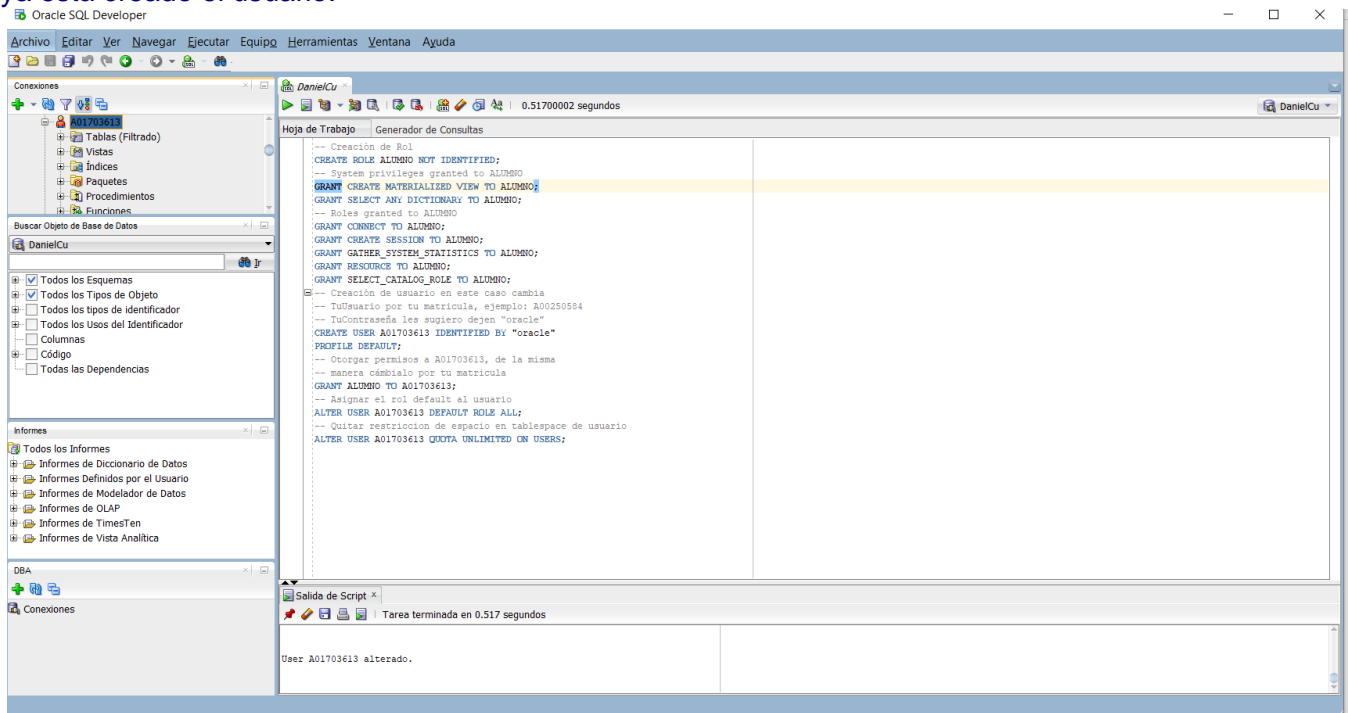 ya está creado el usuario.
Oracle SQL Developer
Archivo Editar Ver Navegar Ejecutar Equipo Herramientas Ventana Ayuda
Conexiones
A01703613
Tablas (Filtrado)
Vistas
Índices
Paquetes
Procedimientos
Funciones
Buscar Objeto de Base de Datos
DanielCu
Ir
Todos los Esquemas
Todos los Tipos de Objeto
Todos los tipos de identificador
Todos los Usos del Identificador
Columnas
Código
Todas las Dependencias
Informes
Todos los Informes
Informes de Diccionario de Datos
Informes Definidos por el Usuario
Informes de Modelador de Datos
Informes de OLAP
Informes de TimesTen
Informes de Vista Analítica
DBA
Conexiones
DanielCu
0.51700002 segundos
DanielCu
Hoja de Trabajo Generador de Consultas
-- Creación de Rol
CREATE ROLE ALUMNO NOT IDENTIFIED;
-- System privileges granted to ALUMNO
GRANT CREATE MATERIALIZED VIEW TO ALUMNO;
GRANT SELECT ANY DICTIONARY TO ALUMNO;
-- Roles granted to ALUMNO
GRANT CONNECT TO ALUMNO;
GRANT CREATE SESSION TO ALUMNO;
GRANT GATHER_SYSTEM_STATISTICS TO ALUMNO;
GRANT RESOURCE TO ALUMNO;
GRANT SELECT_CATALOG_ROLE TO ALUMNO;
-- Creación de usuario en este caso cambia
-- TuUsuario por tu matricula, ejemplo: A00250584
-- TuContraseña les sugiero dejen "oracle"
CREATE USER A01703613 IDENTIFIED BY "oracle"
PROFILE DEFAULT;
-- Otorgar permisos a A01703613, de la misma
-- manera cámbialo por tu matricula
GRANT ALUMNO TO A01703613;
-- Asignar el rol default al usuario
ALTER USER A01703613 DEFAULT ROLE ALL;
-- Quitar restriccion de espacio en tablespace de usuario
ALTER USER A01703613 QUOTA UNLIMITED ON USERS;
Salida de Script
Tarea terminada en 0.517 segundos
User A01703613 alterado.